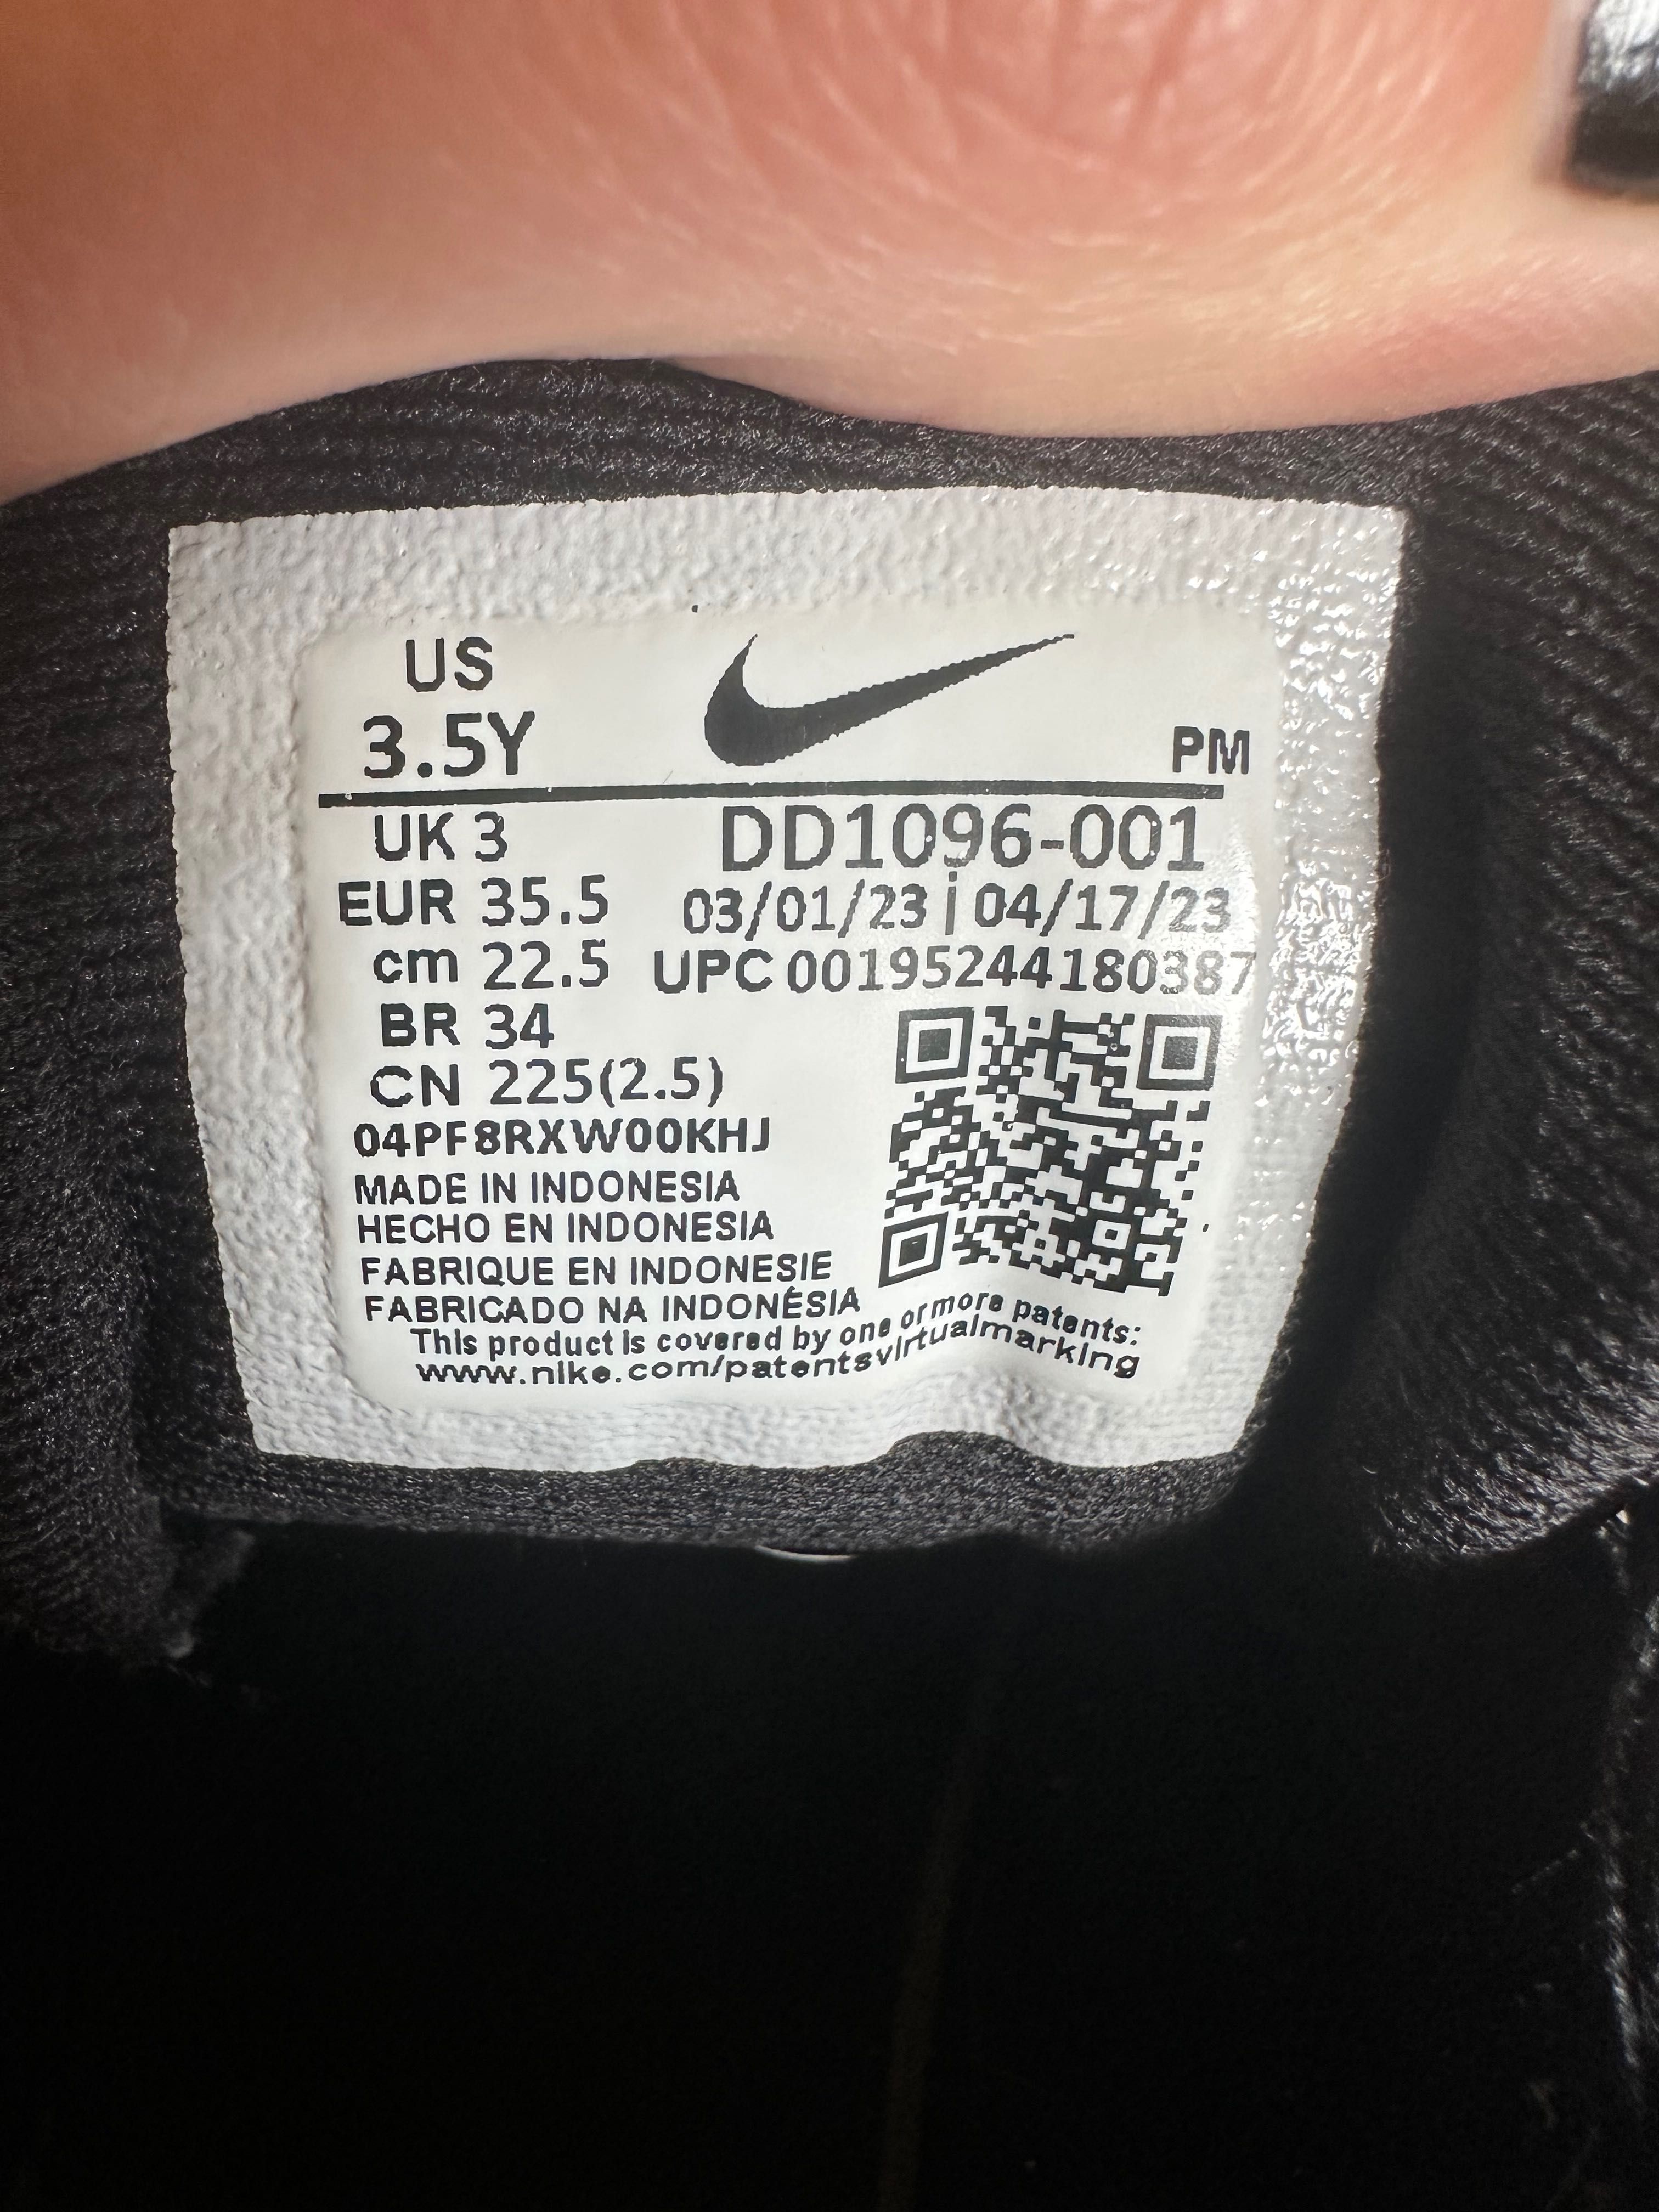 US
3.5Y
PM
UK 3
EUR 35.5
cm 22.5
BR 34
CN 225(2.5)
DD1096-001
03/01/23 | 04/17/23
UPC 00195244180387
04PF8RXW00KHJ
MADE IN INDONESIA
HECHO EN INDONESIA
FABRIQUE EN INDONESIE
FABRICADO NA INDONÉSIA
This product is covered by one or more patents:
www.nike.com/patentsvirtualmarking